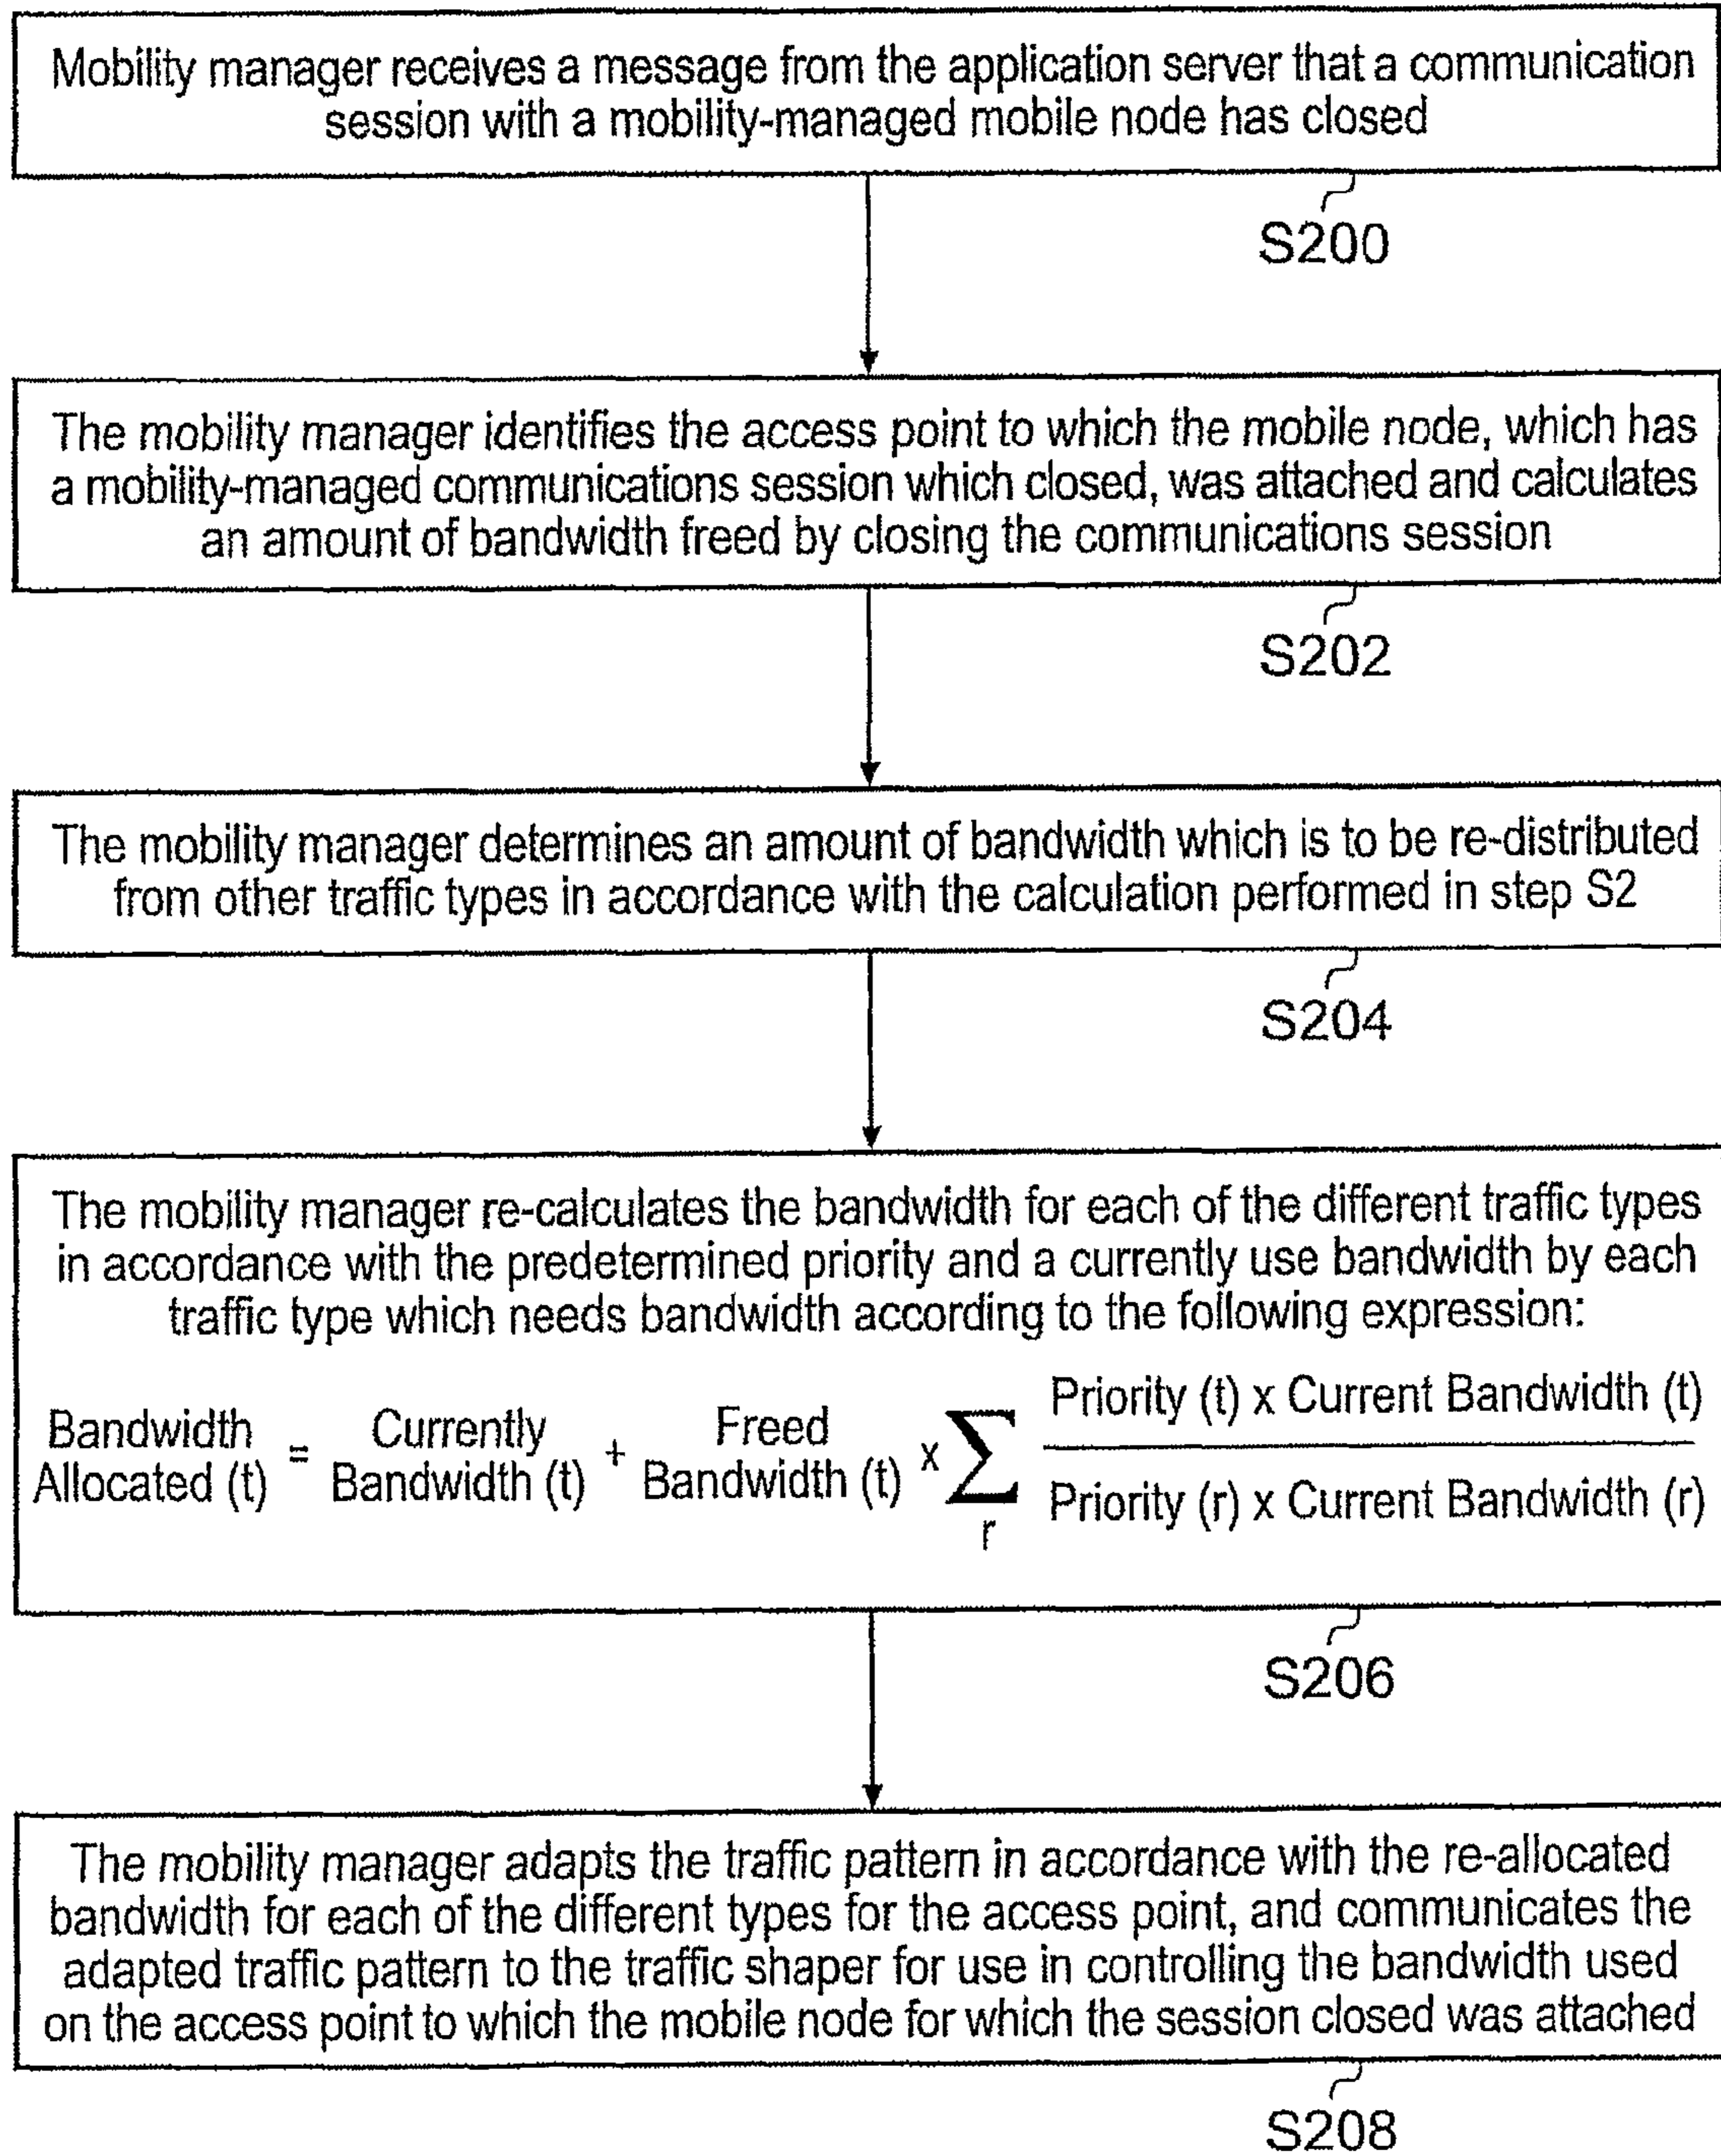 Mobility manager receives a message from the application server that a communication
session with a mobility-managed mobile node has closed
S200
The mobility manager identifies the access point to which the mobile node, which has
a mobility-managed communications session which closed, was attached and calculates
an amount of bandwidth freed by closing the communications session
S202
The mobility manager determines an amount of bandwidth which is to be re-distributed
from other traffic types in accordance with the calculation performed in step S2
S204
The mobility manager re-calculates the bandwidth for each of the different traffic types
in accordance with the predetermined priority and a currently use bandwidth by each
traffic type which needs bandwidth according to the following expression:
Bandwidth Allocated (t) = Currently Bandwidth (t) + Freed Bandwidth (t) x ∑ r Priority (t) x Current Bandwidth (t)
Priority (r) x Current Bandwidth (r)
S206
The mobility manager adapts the traffic pattern in accordance with the re-allocated
bandwidth for each of the different types for the access point, and communicates the
adapted traffic pattern to the traffic shaper for use in controlling the bandwidth used
on the access point to which the mobile node for which the session closed was attached
S208